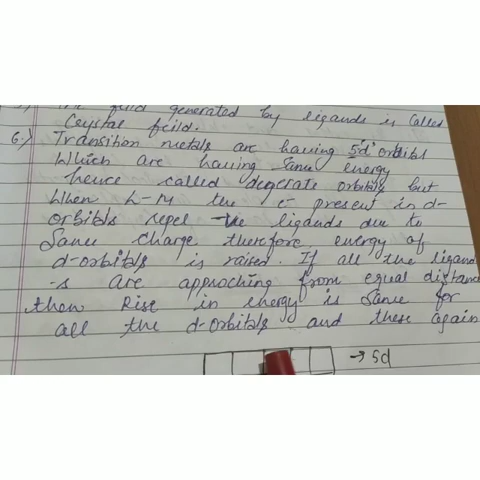 field generated by ligands is called
Crystal feild.
6.) Transition metals are having 5'd' orbitals
Which are having Same energy
hence called degerate orbitals but
When L-M the e- present in d-
orbitals repel the ligands due to
Same charge therefore energy of
d-orbitals is raised. If all the ligand
-s are approching from equal distance
then Rise in energy is Same for
all the d-orbitals and these again
→ 5d